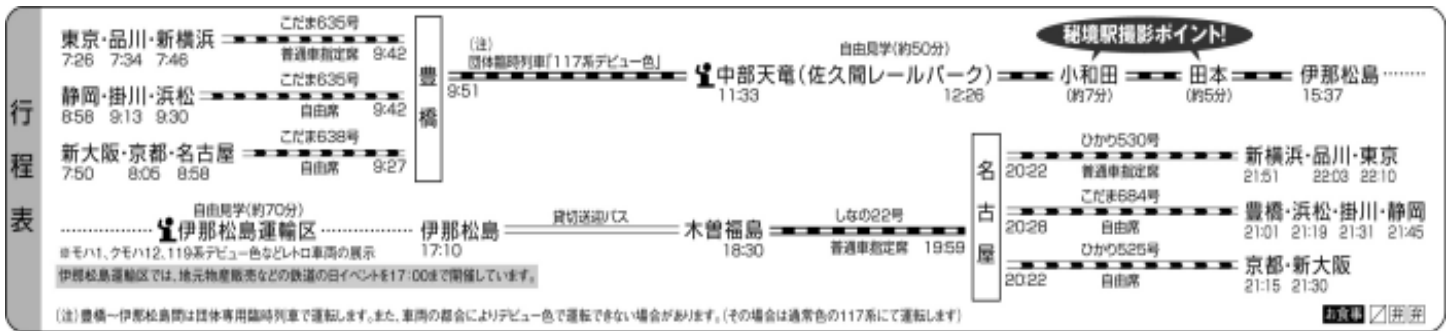 行程表
東京・品川・新横浜
7:26 7:34 7:46
こだま635号
普通車指定席 9:42
静岡・掛川・浜松
8:58 9:13 9:30
こだま635号
自由席 9:42
新大阪・京都・名古屋
7:50 8:05 8:58
こだま638号
自由席 9:27
豊橋
(注)
団体臨時列車「117系デビュー色」
9:51
自由見学(約50分)
中部天竜(佐久間レールパーク)
11:33 12:26
秘境駅撮影ポイント!
小和田
(約7分)
田本
(約5分)
伊那松島
15:37
自由見学(約70分)
伊那松島運輸区
※モハ1、クモハ12、119系デビュー色などレトロ車両の展示
伊那松島運輸区では、地元物産販売などの鉄道の日イベントを17:00まで開催しています。
伊那松島
17:10
貸切送迎バス
木曽福島
18:30
しなの22号
普通車指定席 19:59
名古屋
ひかり530号
20:22 普通車指定席
新横浜・品川・東京
21:51 22:03 22:10
こだま684号
20:28 自由席
豊橋・浜松・掛川・静岡
21:01 21:19 21:31 21:45
ひかり525号
20:22 自由席
京都・新大阪
21:15 21:30
(注)豊橋~伊那松島間は団体専用臨時列車で運転します。また、車両の都合によりデビュー色で運転できない場合があります。(その場合は通常色の117系にて運転します)
お食事 / 弁 弁